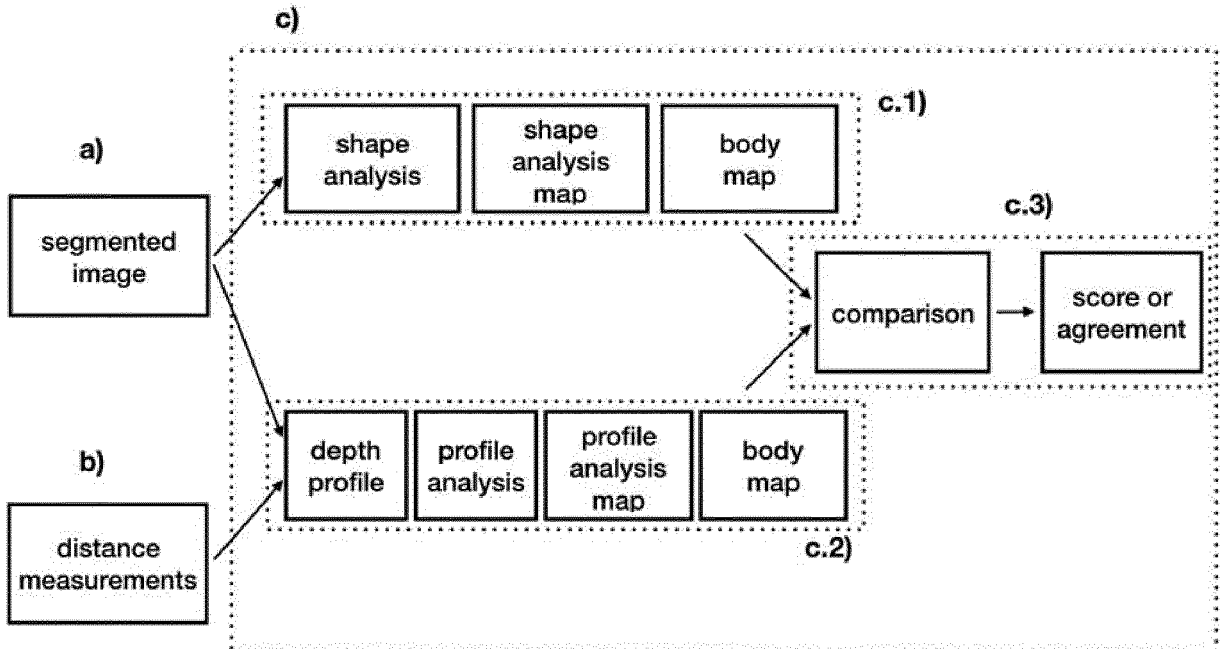 c)
c.1)
shape
analysis
shape
analysis
map
body
map
a)
segmented
image
c.3)
comparison
score or
agreement
b)
distance
measurements
depth
profile
profile
analysis
profile
analysis
map
body
map
c.2)